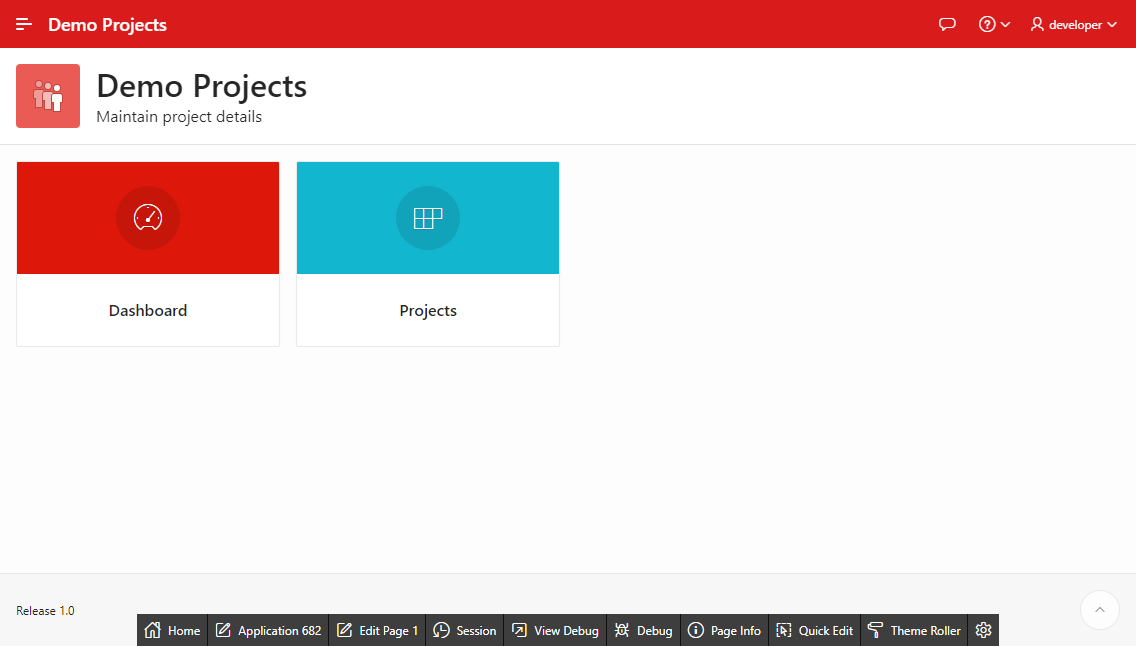 Demo Projects
developer
Demo Projects
Maintain project details
Dashboard
Projects
Release 1.0
Home
Application 682
Edit Page 1
Session
View Debug
Debug
Page Info
Quick Edit
Theme Roller